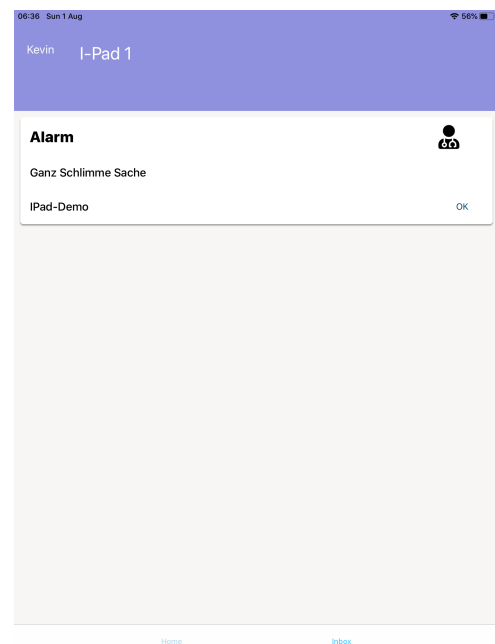 06:36 Sun 1 Aug 56%
Kevin I-Pad 1
Alarm
Ganz Schlimme Sache
IPad-Demo OK
Home Inbox